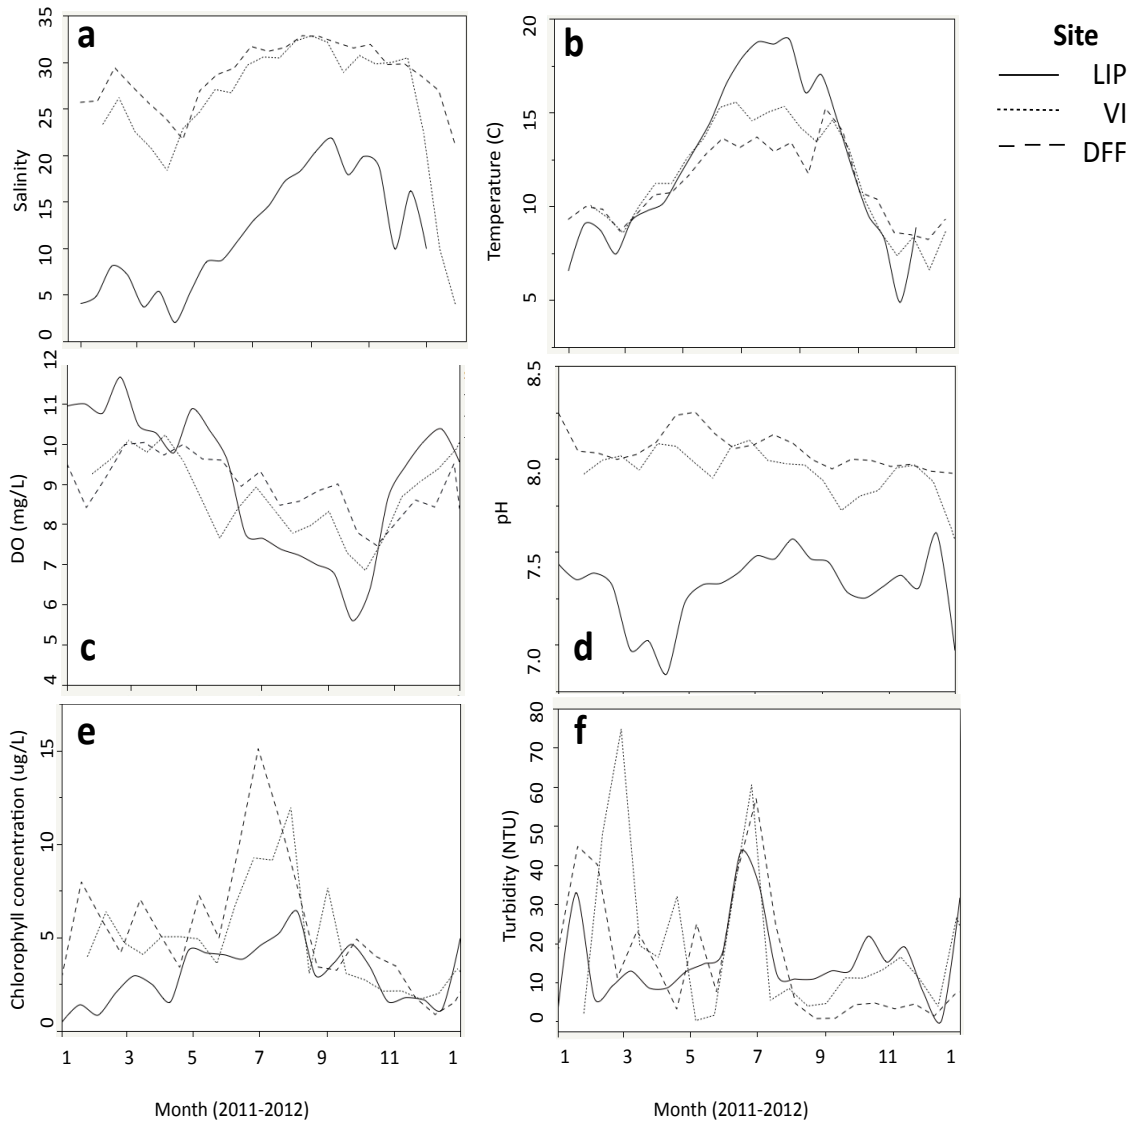 a
Salinity
35
30
25
20
15
10
5
0
b
Temperature (C)
20
15
10
5
Site
LIP
VI
DFF
c
DO (mg/L)
12
11
10
9
8
7
6
5
4
d
pH
8.5
8.0
7.5
7.0
e
Chlorophyll concentration (ug/L)
15
10
5
0
1 3 5 7 9 11 1
Month (2011-2012)
f
Turbidity (NTU)
80
70
60
50
40
30
20
10
0
1 3 5 7 9 11 1
Month (2011-2012)